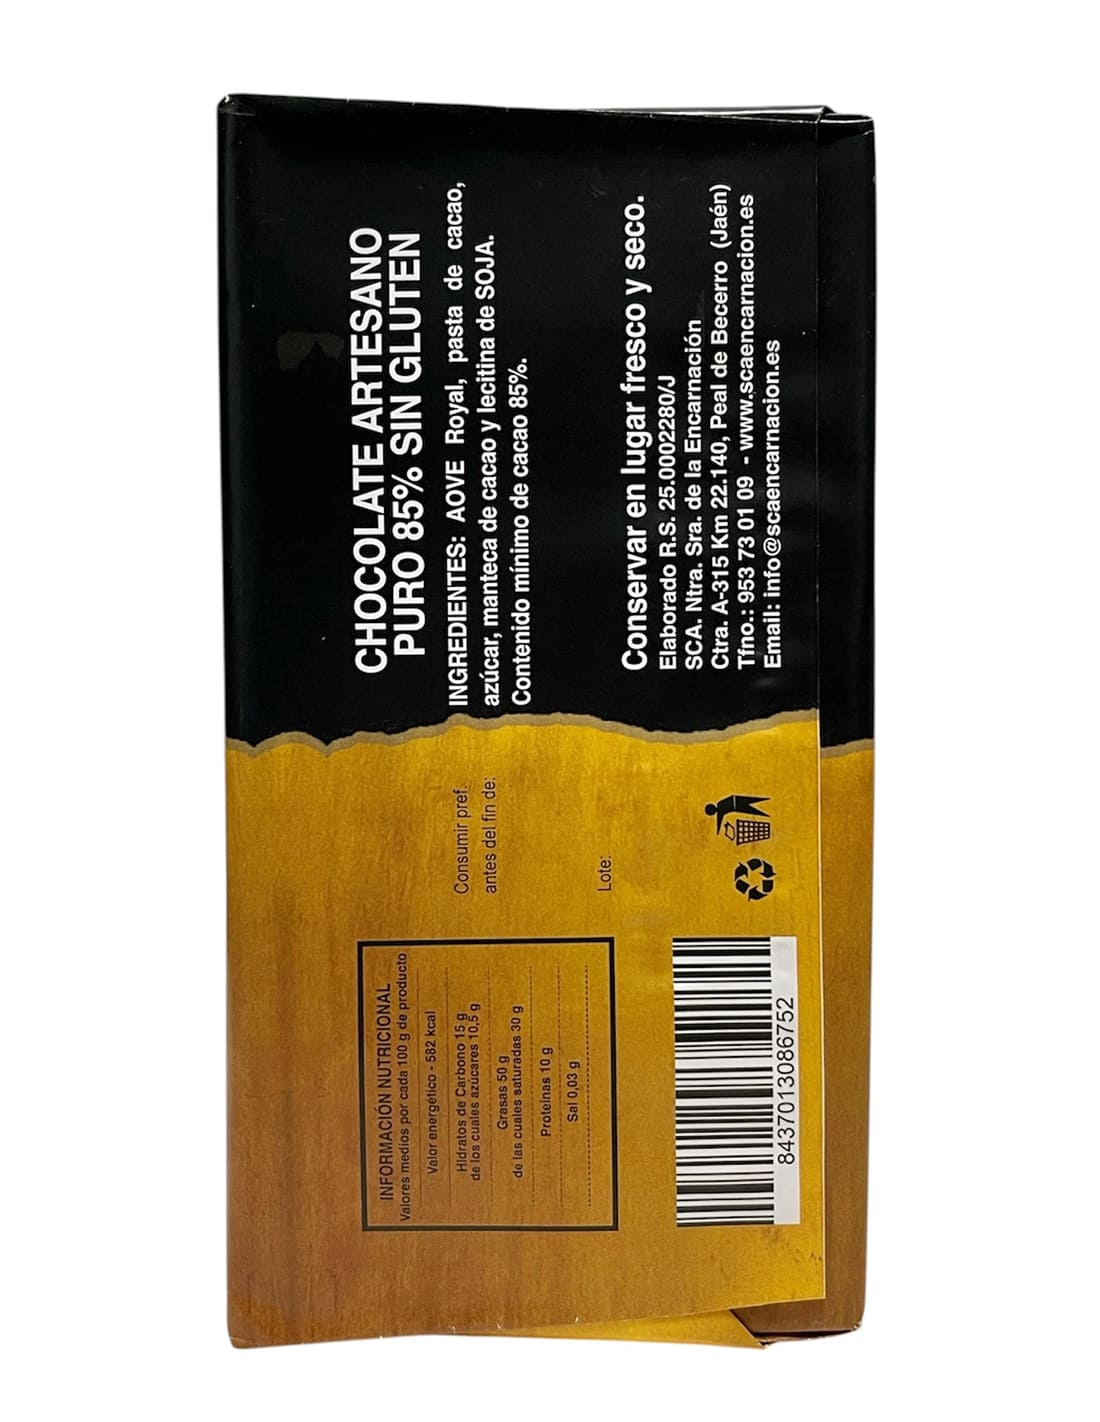 CHOCOLATE ARTESANO
PURO 85% SIN GLUTEN
INGREDIENTES: AOVE Royal, pasta de cacao,
azúcar, manteca de cacao y lecitina de SOJA.
Contenido mínimo de cacao 85%.
Conservar en lugar fresco y seco.
Elaborado R.S. 25.0002280/J
SCA. Ntra. Sra. de la Encarnación
Ctra. A-315 Km 22.140, Peal de Becerro (Jaén)
Tfno.: 953 73 01 09 - www.scaencarnacion.es
Email: info@scaencarnacion.es
Consumir pref.
antes del fin de:
Lote:
INFORMACIÓN NUTRICIONAL
Valores medios por cada 100 g de producto
Valor energético - 582 kcal
Hidratos de Carbono 15 g
de los cuales azúcares 10,5 g
Grasas 50 g
de las cuales saturadas 30 g
Proteínas 10 g
Sal 0,03 g
8437013086752